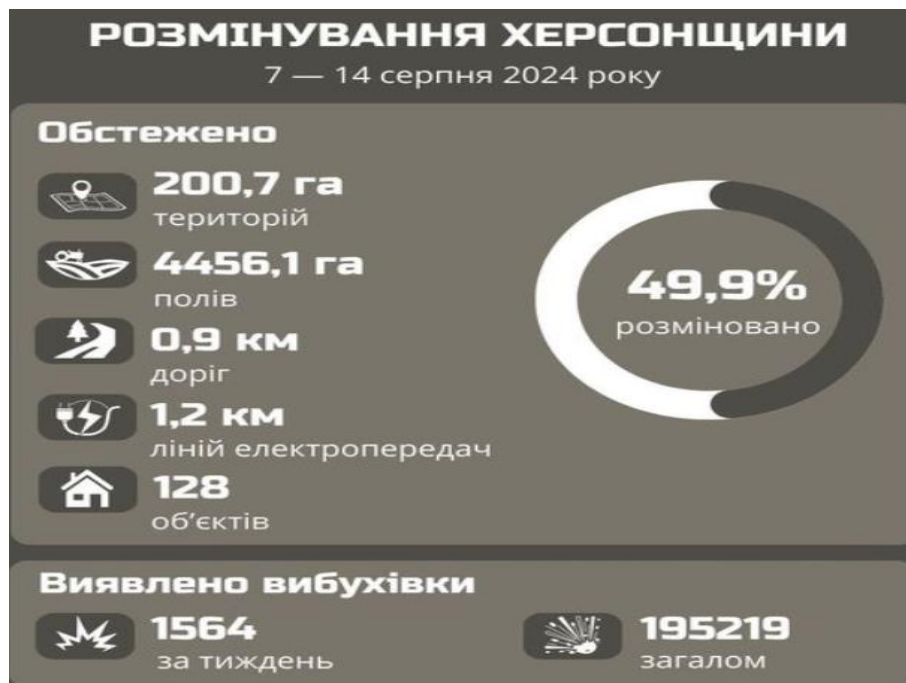 РОЗМІНУВАННЯ ХЕРСОНЩИНИ
7 — 14 серпня 2024 року
Обстежено
200,7 га
територій
4456,1 га
полів
0,9 км
доріг
1,2 км
ліній електропередач
128
об’єктів
49,9%
розміновано
Виявлено вибухівки
1564
за тиждень
195219
загалом